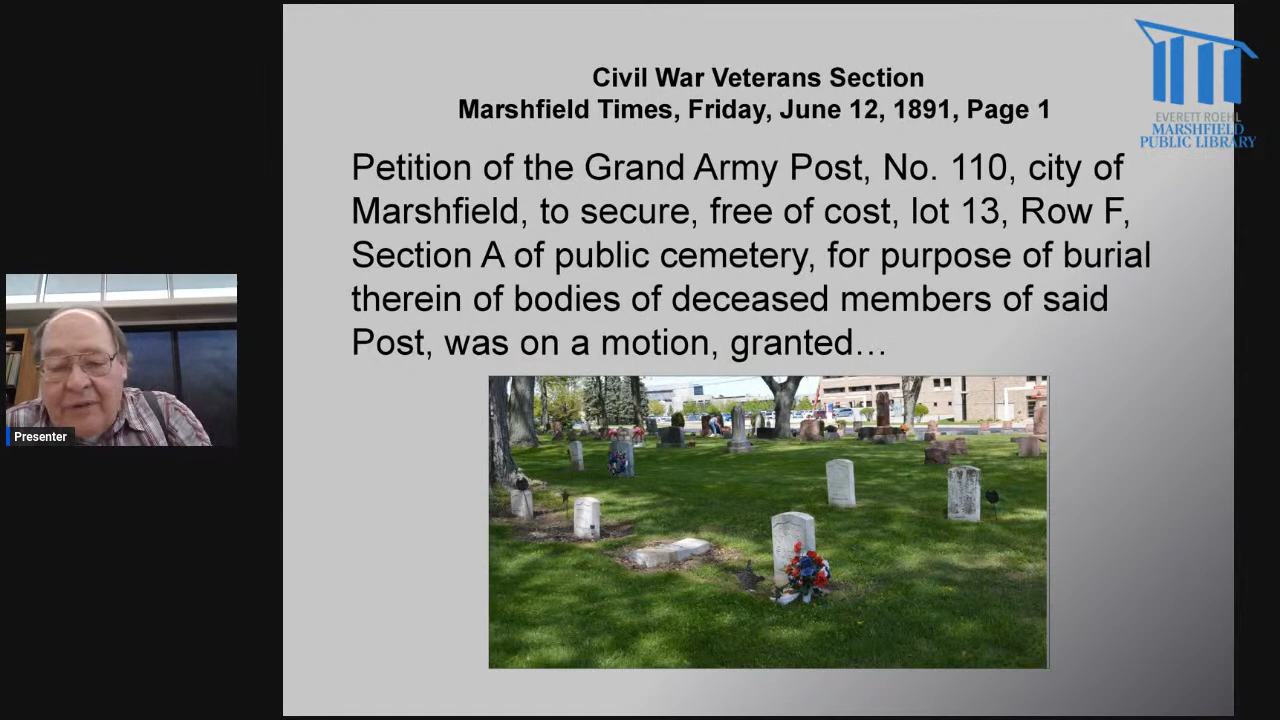 Civil War Veterans Section
Marshfield Times, Friday, June 12, 1891, Page 1
EVERETT ROEHL
MARSHFIELD
PUBLIC LIBRARY
Petition of the Grand Army Post, No. 110, city of
Marshfield, to secure, free of cost, lot 13, Row F,
Section A of public cemetery, for purpose of burial
therein of bodies of deceased members of said
Post, was on a motion, granted…
Presenter